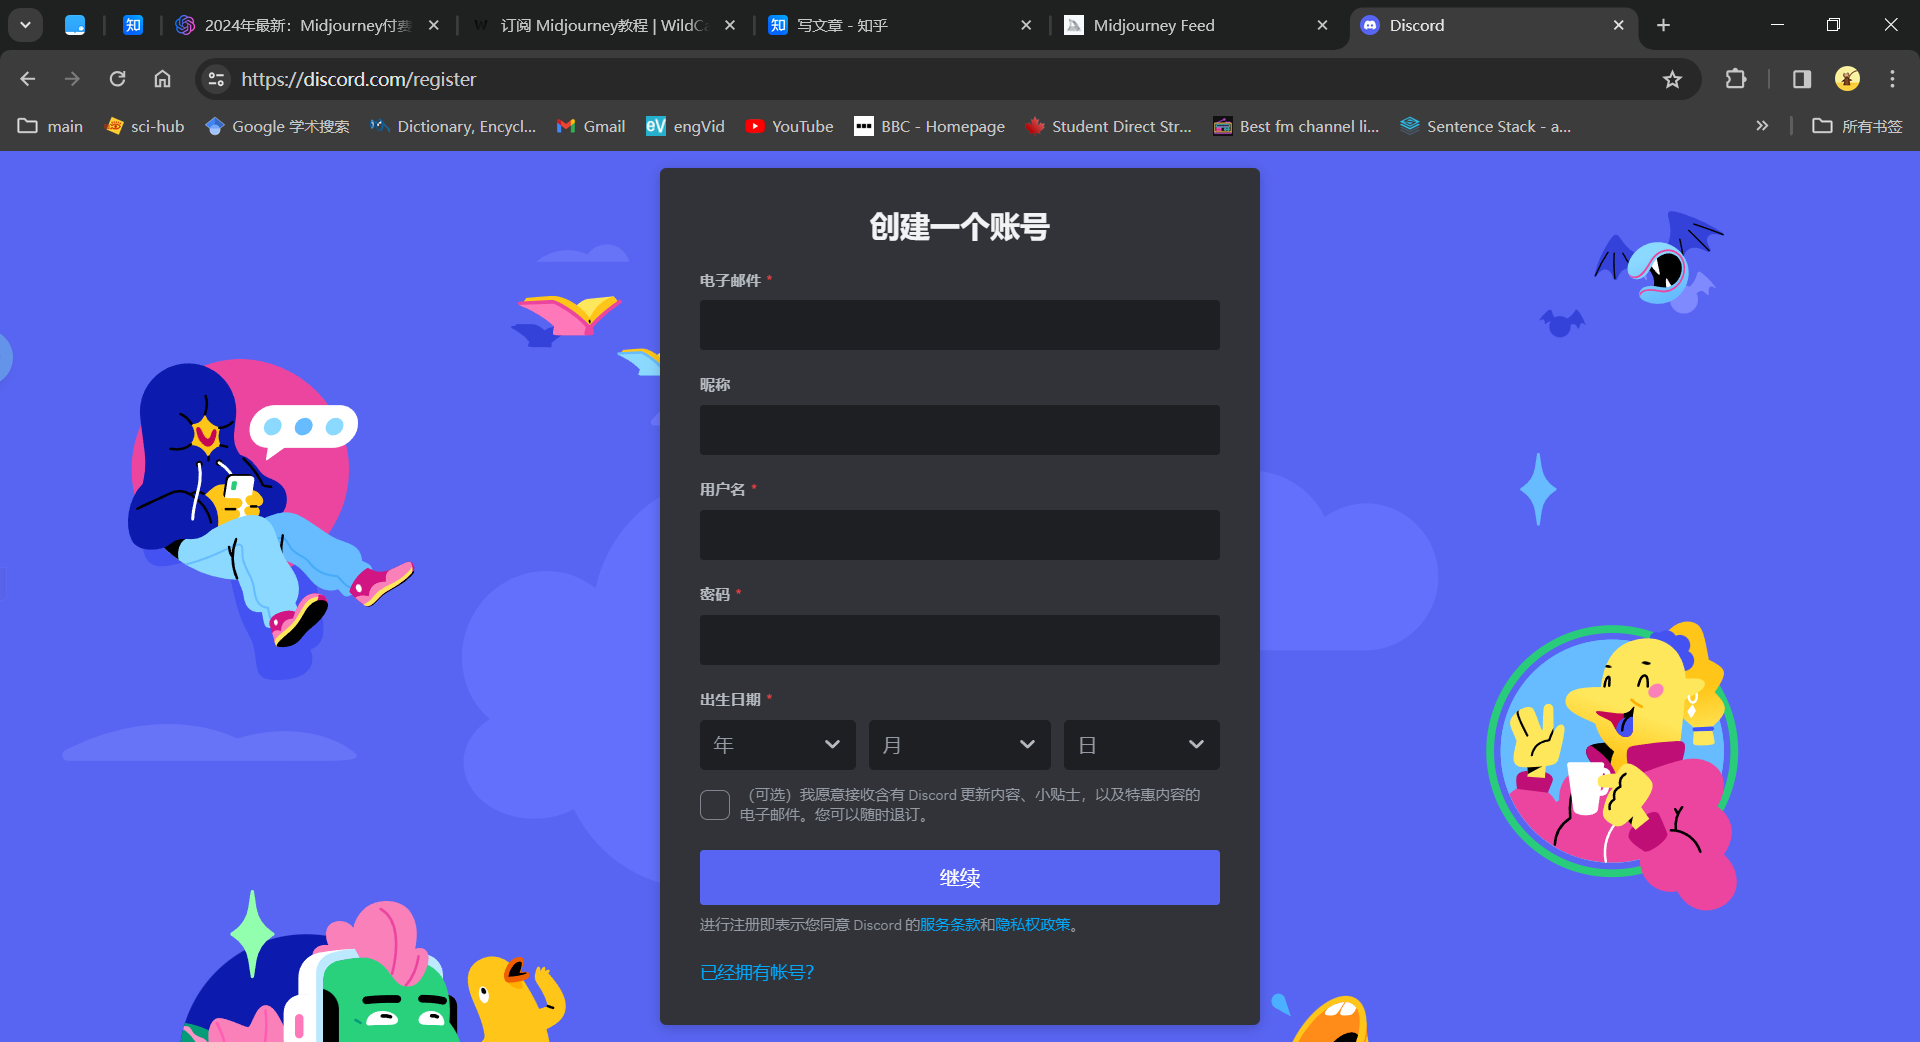 知
2024年最新：Midjourney付费
W 订阅 Midjourney教程 | WildCa
知 写文章 - 知乎
Midjourney Feed
Discord
https://discord.com/register
main
sci-hub
Google 学术搜索
Dictionary, Encycl...
Gmail
eV engVid
YouTube
BBC - Homepage
Student Direct Str...
Best fm channel li...
Sentence Stack - a...
所有书签
创建一个账号
电子邮件 *
昵称
用户名 *
密码 *
出生日期 *
年 月 日
（可选）我愿意接收含有 Discord 更新内容、小贴士，以及特惠内容的
电子邮件。您可以随时退订。
继续
进行注册即表示您同意 Discord 的服务条款和隐私权政策。
已经拥有帐号？